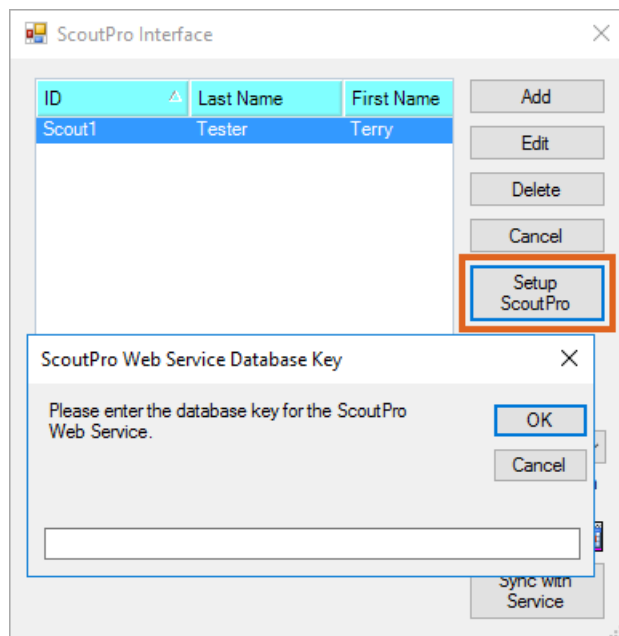 ScoutPro Interface
ID Last Name First Name
Scout1 Tester Terry
Add
Edit
Delete
Cancel
Setup
ScoutPro
ScoutPro Web Service Database Key
Please enter the database key for the ScoutPro
Web Service.
OK
Cancel
Sync with
Service